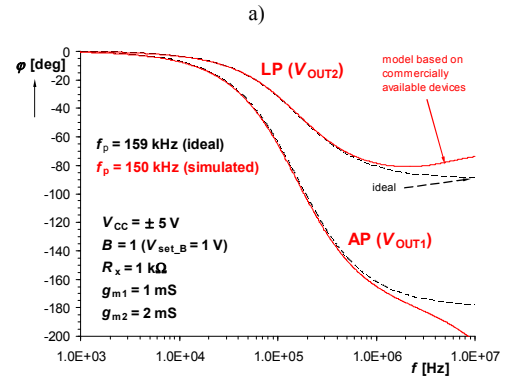 a)
φ [deg]
0
-20
-40
-60
-80
-100
-120
-140
-160
-180
-200
LP (VOUT2)
model based on
commercially
available devices
fp = 159 kHz (ideal)
fp = 150 kHz (simulated)
ideal
VCC = ± 5 V
B = 1 (Vset_B = 1 V)
Rx = 1 kΩ
gm1 = 1 mS
gm2 = 2 mS
AP (VOUT1)
1.0E+03 1.0E+04 1.0E+05 1.0E+06 1.0E+07
f [Hz]